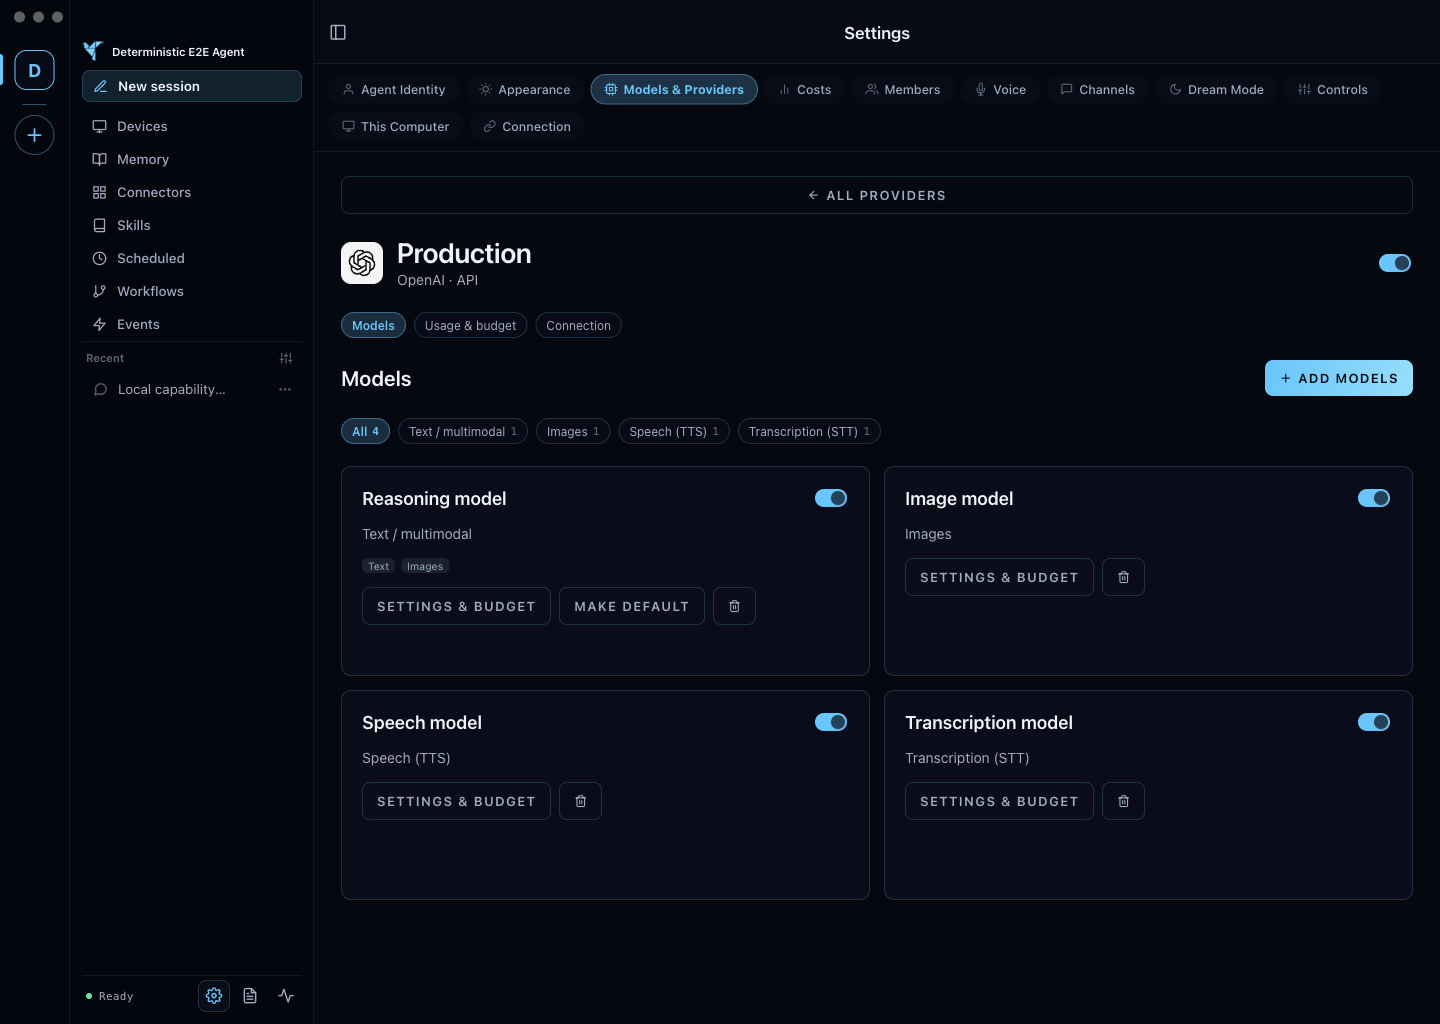 Settings
D
Deterministic E2E Agent
New session
Devices
Memory
Connectors
Skills
Scheduled
Workflows
Events
Recent
Local capability...
Ready
Agent Identity
Appearance
Models & Providers
Costs
Members
Voice
Channels
Dream Mode
Controls
This Computer
Connection
ALL PROVIDERS
Production
OpenAI · API
Models
Usage & budget
Connection
Models
ADD MODELS
All 4
Text / multimodal 1
Images 1
Speech (TTS) 1
Transcription (STT) 1
Reasoning model
Text / multimodal
Text
Images
SETTINGS & BUDGET
MAKE DEFAULT
Image model
Images
SETTINGS & BUDGET
Speech model
Speech (TTS)
SETTINGS & BUDGET
Transcription model
Transcription (STT)
SETTINGS & BUDGET